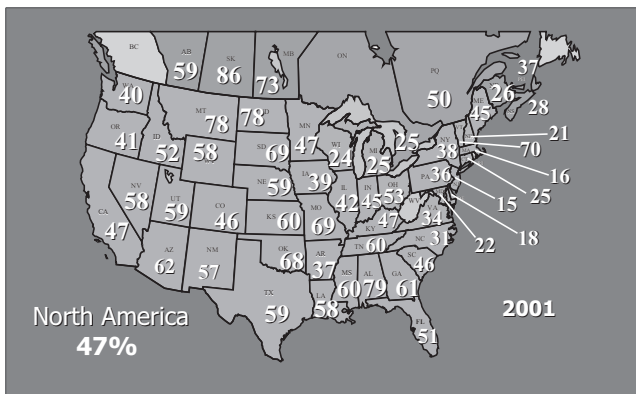 BC
AB
59
SK
86
MB
73
ON
PQ
50
37
26
28
40
MT
78
78
MN
47
WI
24
MI
25
25
ME
45
NY
38
21
70
16
25
15
18
22
OR
41
ID
52
58
SD
69
IA
39
NE
59
IL
42
IN
45
OH
53
PA
36
WV
VA
34
CA
47
NV
58
UT
59
CO
46
KS
60
MO
69
KY
47
TN
60
NC
31
SC
46
AZ
62
NM
57
OK
68
AR
37
MS
60
AL
79
GA
61
TX
59
LA
58
FL
51
North America
47%
2001